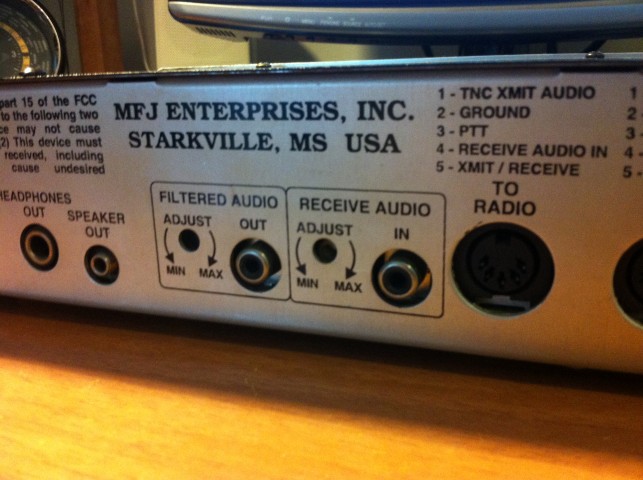 part 15 of the FCC
to the following two
may not cause
(2) This device must
received, including
cause undesired
MFJ ENTERPRISES, INC.
STARKVILLE, MS USA
1 - TNC XMIT AUDIO
2 - GROUND
3 - PTT
4 - RECEIVE AUDIO IN
5 - XMIT / RECEIVE
TO
RADIO
1
2 -
3
4 -
5 -
HEADPHONES
OUT
SPEAKER
OUT
FILTERED AUDIO
ADJUST
OUT
MIN MAX
RECEIVE AUDIO
ADJUST
IN
MIN MAX